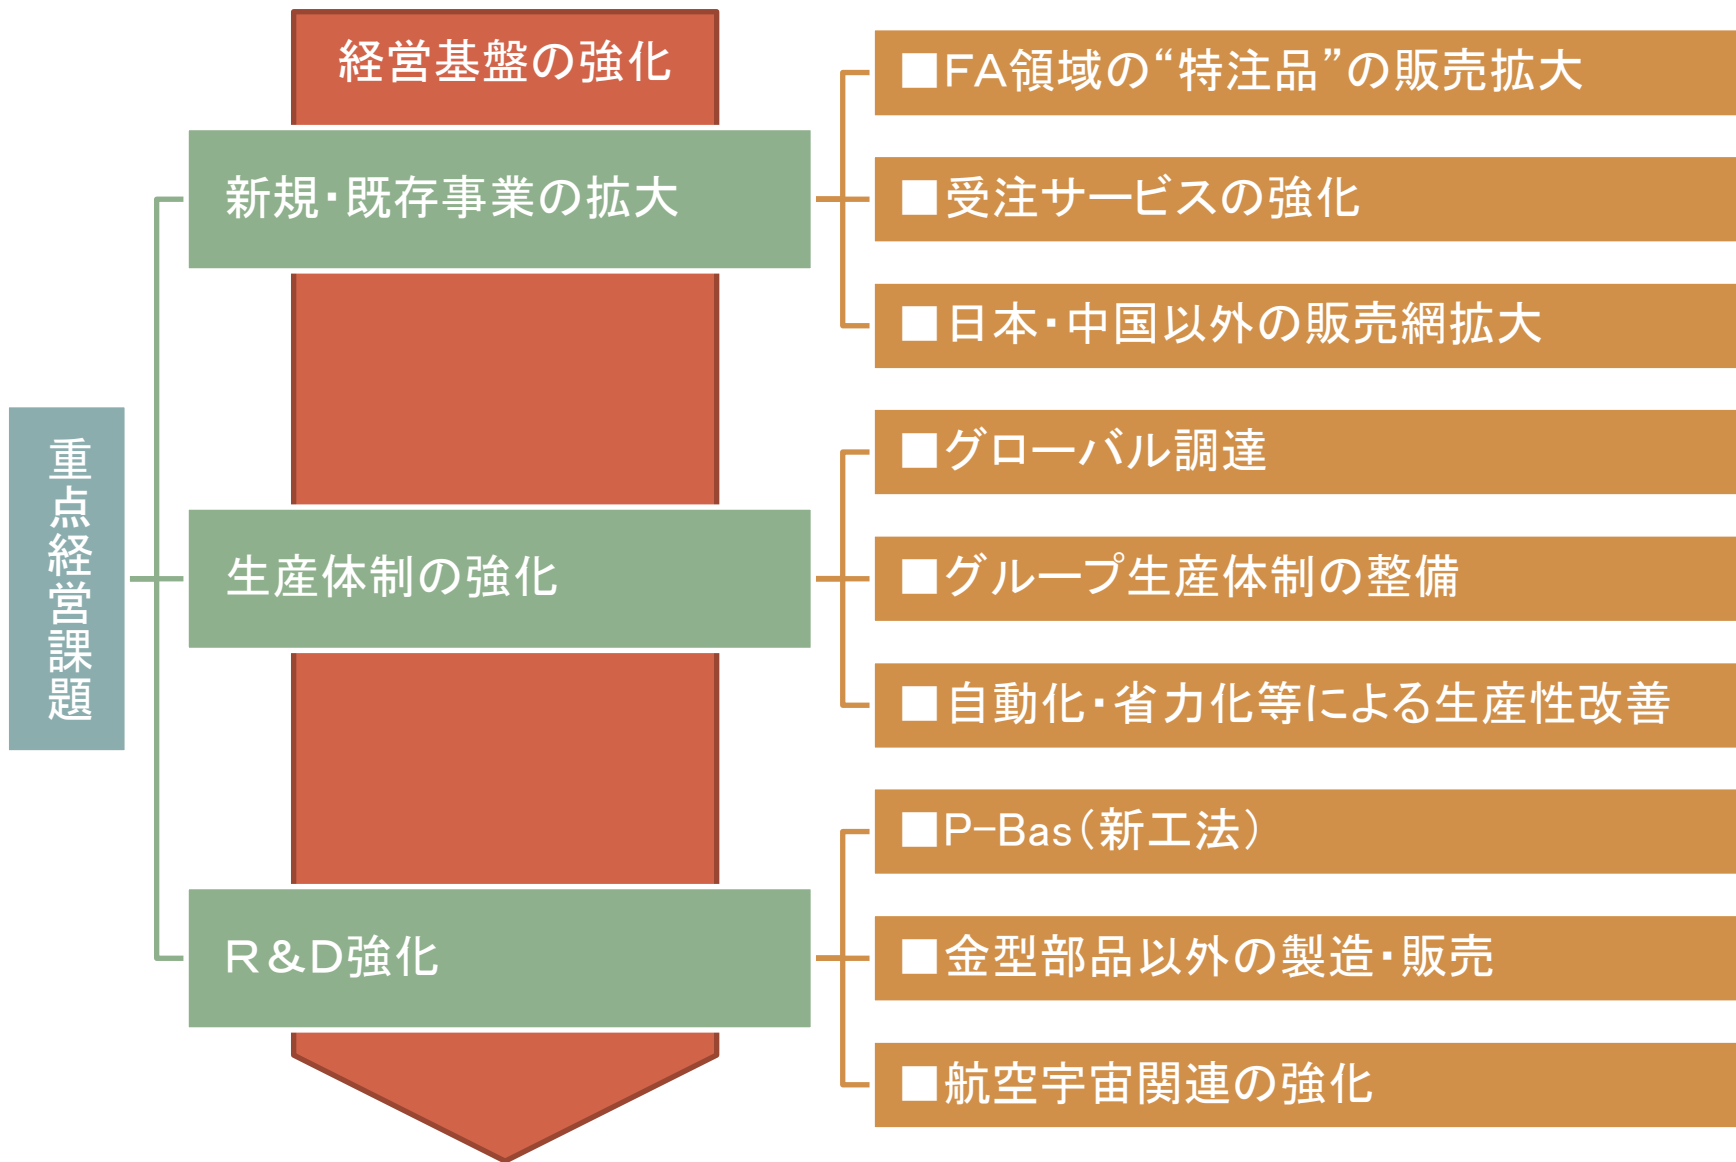 経営基盤の強化
重点経営課題
新規・既存事業の拡大
■FA領域の“特注品”の販売拡大
■受注サービスの強化
■日本・中国以外の販売網拡大
生産体制の強化
■グローバル調達
■グループ生産体制の整備
■自動化・省力化等による生産性改善
R&D強化
■P-Bas(新工法)
■金型部品以外の製造・販売
■航空宇宙関連の強化